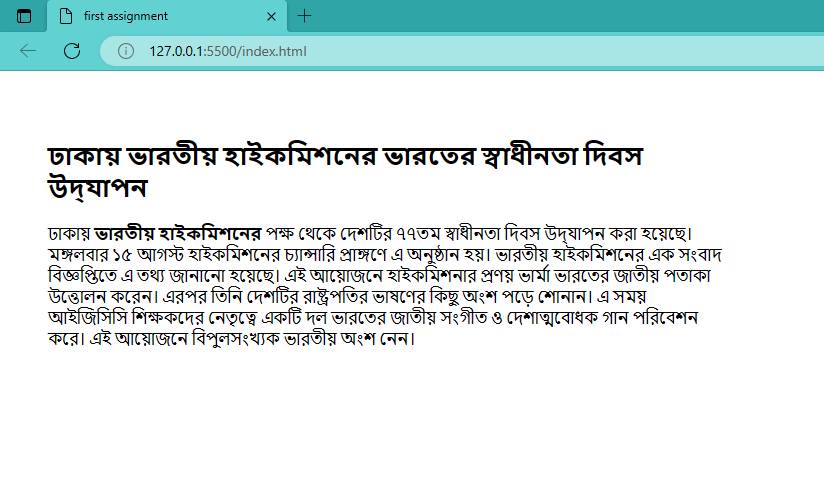 first assignment
127.0.0.1:5500/index.html
ঢাকায় ভারতীয় হাইকমিশনের ভারতের স্বাধীনতা দিবস
উদ্‌যাপন
ঢাকায় ভারতীয় হাইকমিশনের পক্ষ থেকে দেশটির ৭৭তম স্বাধীনতা দিবস উদ্‌যাপন করা হয়েছে।
মঙ্গলবার ১৫ আগস্ট হাইকমিশনের চ্যান্সারি প্রাঙ্গণে এ অনুষ্ঠান হয়। ভারতীয় হাইকমিশনের এক সংবাদ
বিজ্ঞপ্তিতে এ তথ্য জানানো হয়েছে। এই আয়োজনে হাইকমিশনার প্রণয় ভার্মা ভারতের জাতীয় পতাকা
উত্তোলন করেন। এরপর তিনি দেশটির রাষ্ট্রপতির ভাষণের কিছু অংশ পড়ে শোনান। এ সময়
আইজিসিসি শিক্ষকদের নেতৃত্বে একটি দল ভারতের জাতীয় সংগীত ও দেশাত্মবোধক গান পরিবেশন
করে। এই আয়োজনে বিপুলসংখ্যক ভারতীয় অংশ নেন।